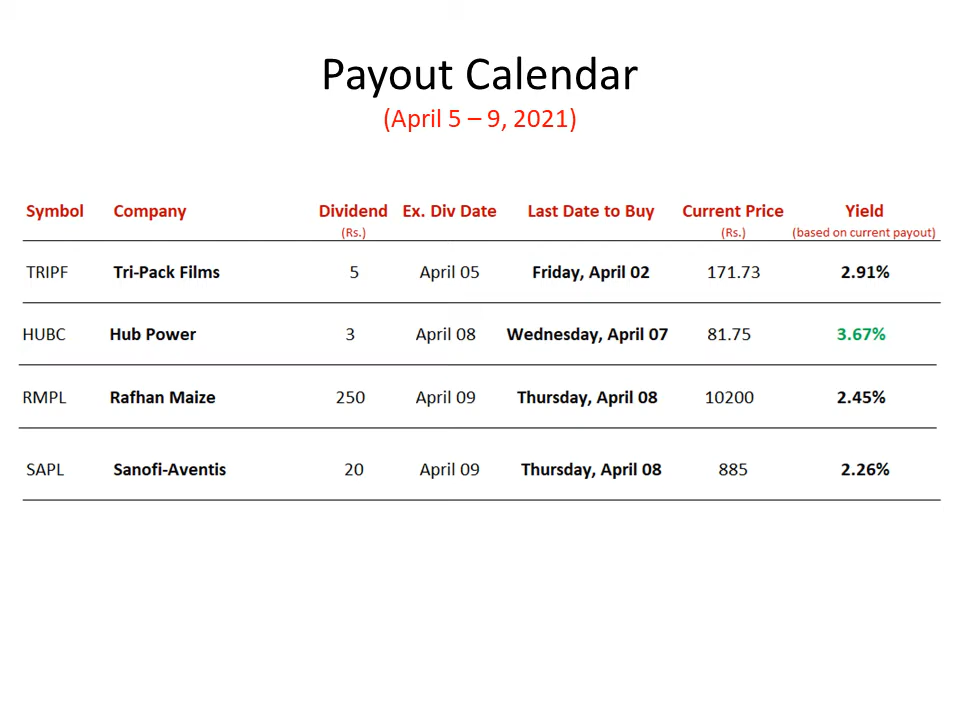 Payout Calendar
(April 5 – 9, 2021)
Symbol Company Dividend Ex. Div Date Last Date to Buy Current Price Yield
(Rs.) (Rs.) (based on current payout)
TRIPF Tri-Pack Films 5 April 05 Friday, April 02 171.73 2.91%
HUBC Hub Power 3 April 08 Wednesday, April 07 81.75 3.67%
RMPL Rafhan Maize 250 April 09 Thursday, April 08 10200 2.45%
SAPL Sanofi-Aventis 20 April 09 Thursday, April 08 885 2.26%